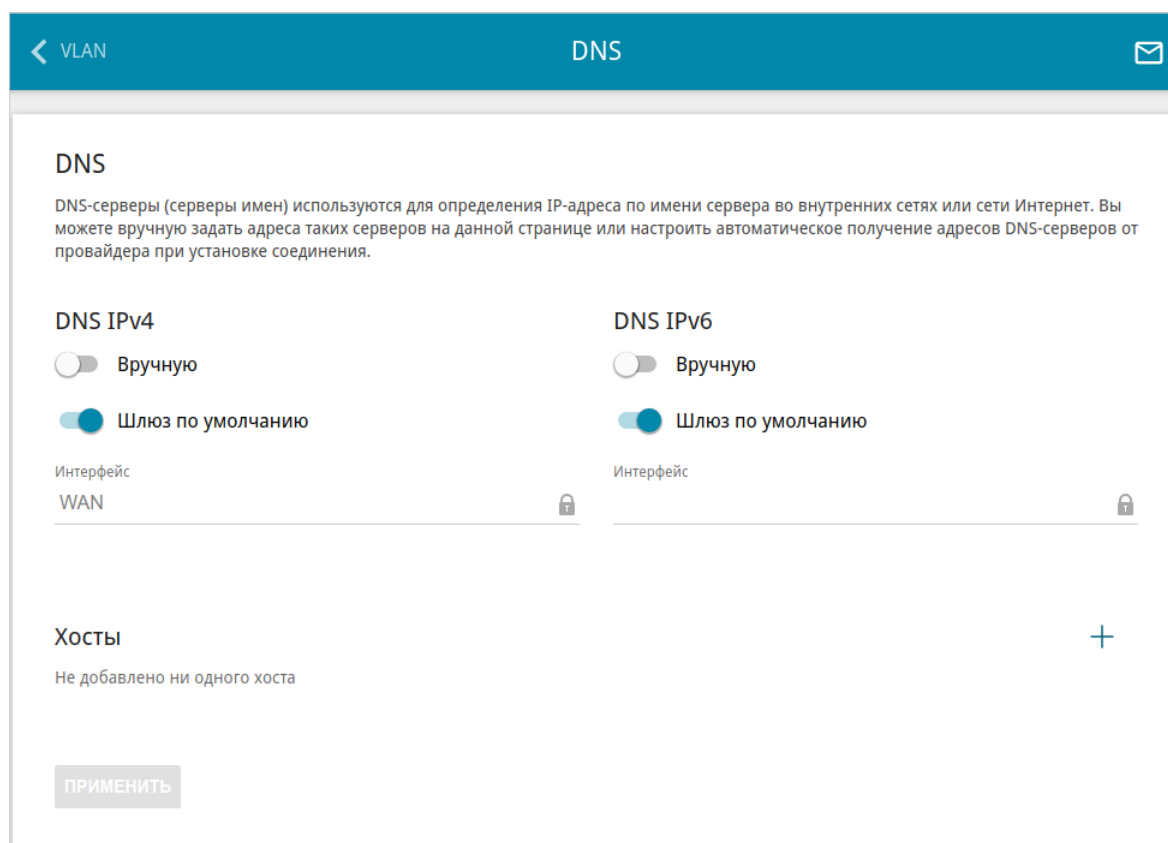 VLAN
DNS
DNS
DNS-серверы (серверы имен) используются для определения IP-адреса по имени сервера во внутренних сетях или сети Интернет. Вы
можете вручную задать адреса таких серверов на данной странице или настроить автоматическое получение адресов DNS-серверов от
провайдера при установке соединения.
DNS IPv4
Вручную
Шлюз по умолчанию
Интерфейс
WAN
DNS IPv6
Вручную
Шлюз по умолчанию
Интерфейс
Хосты
Не добавлено ни одного хоста
ПРИМЕНИТЬ